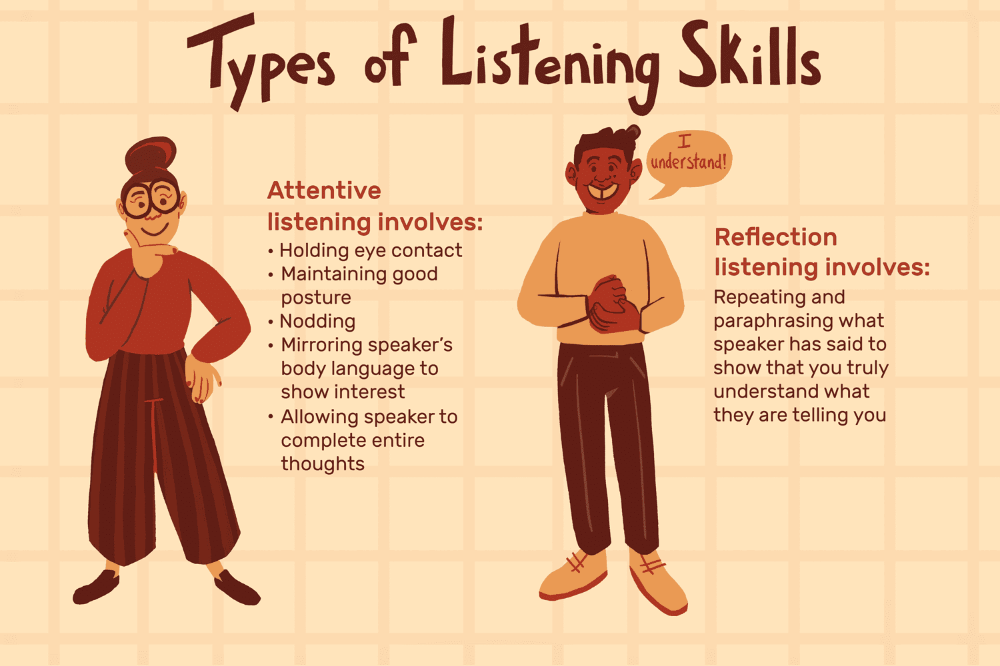 Types of Listening Skills
Attentive
listening involves:
• Holding eye contact
• Maintaining good
posture
• Nodding
• Mirroring speaker’s
body language to
show interest
• Allowing speaker to
complete entire
thoughts
I
understand!
Reflection
listening involves:
Repeating and
paraphrasing what
speaker has said to
show that you truly
understand what
they are telling you